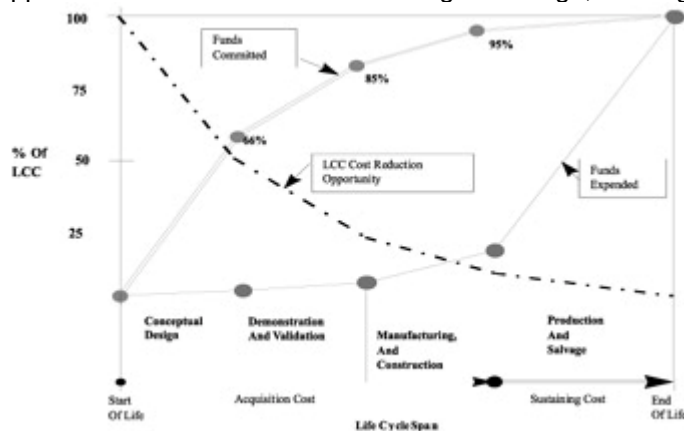 100
Funds
Committed
95%
85%
75
66%
% Of
LCC
50
LCC Cost Reduction
Opportunity
Funds
Expended
25
Conceptual
Design
Demonstration
And Validation
Manufacturing,
And
Construction
Production
And
Salvage
Start
Of Life
Acquisition Cost
Sustaining Cost
End
Of Life
Life Cycle Span